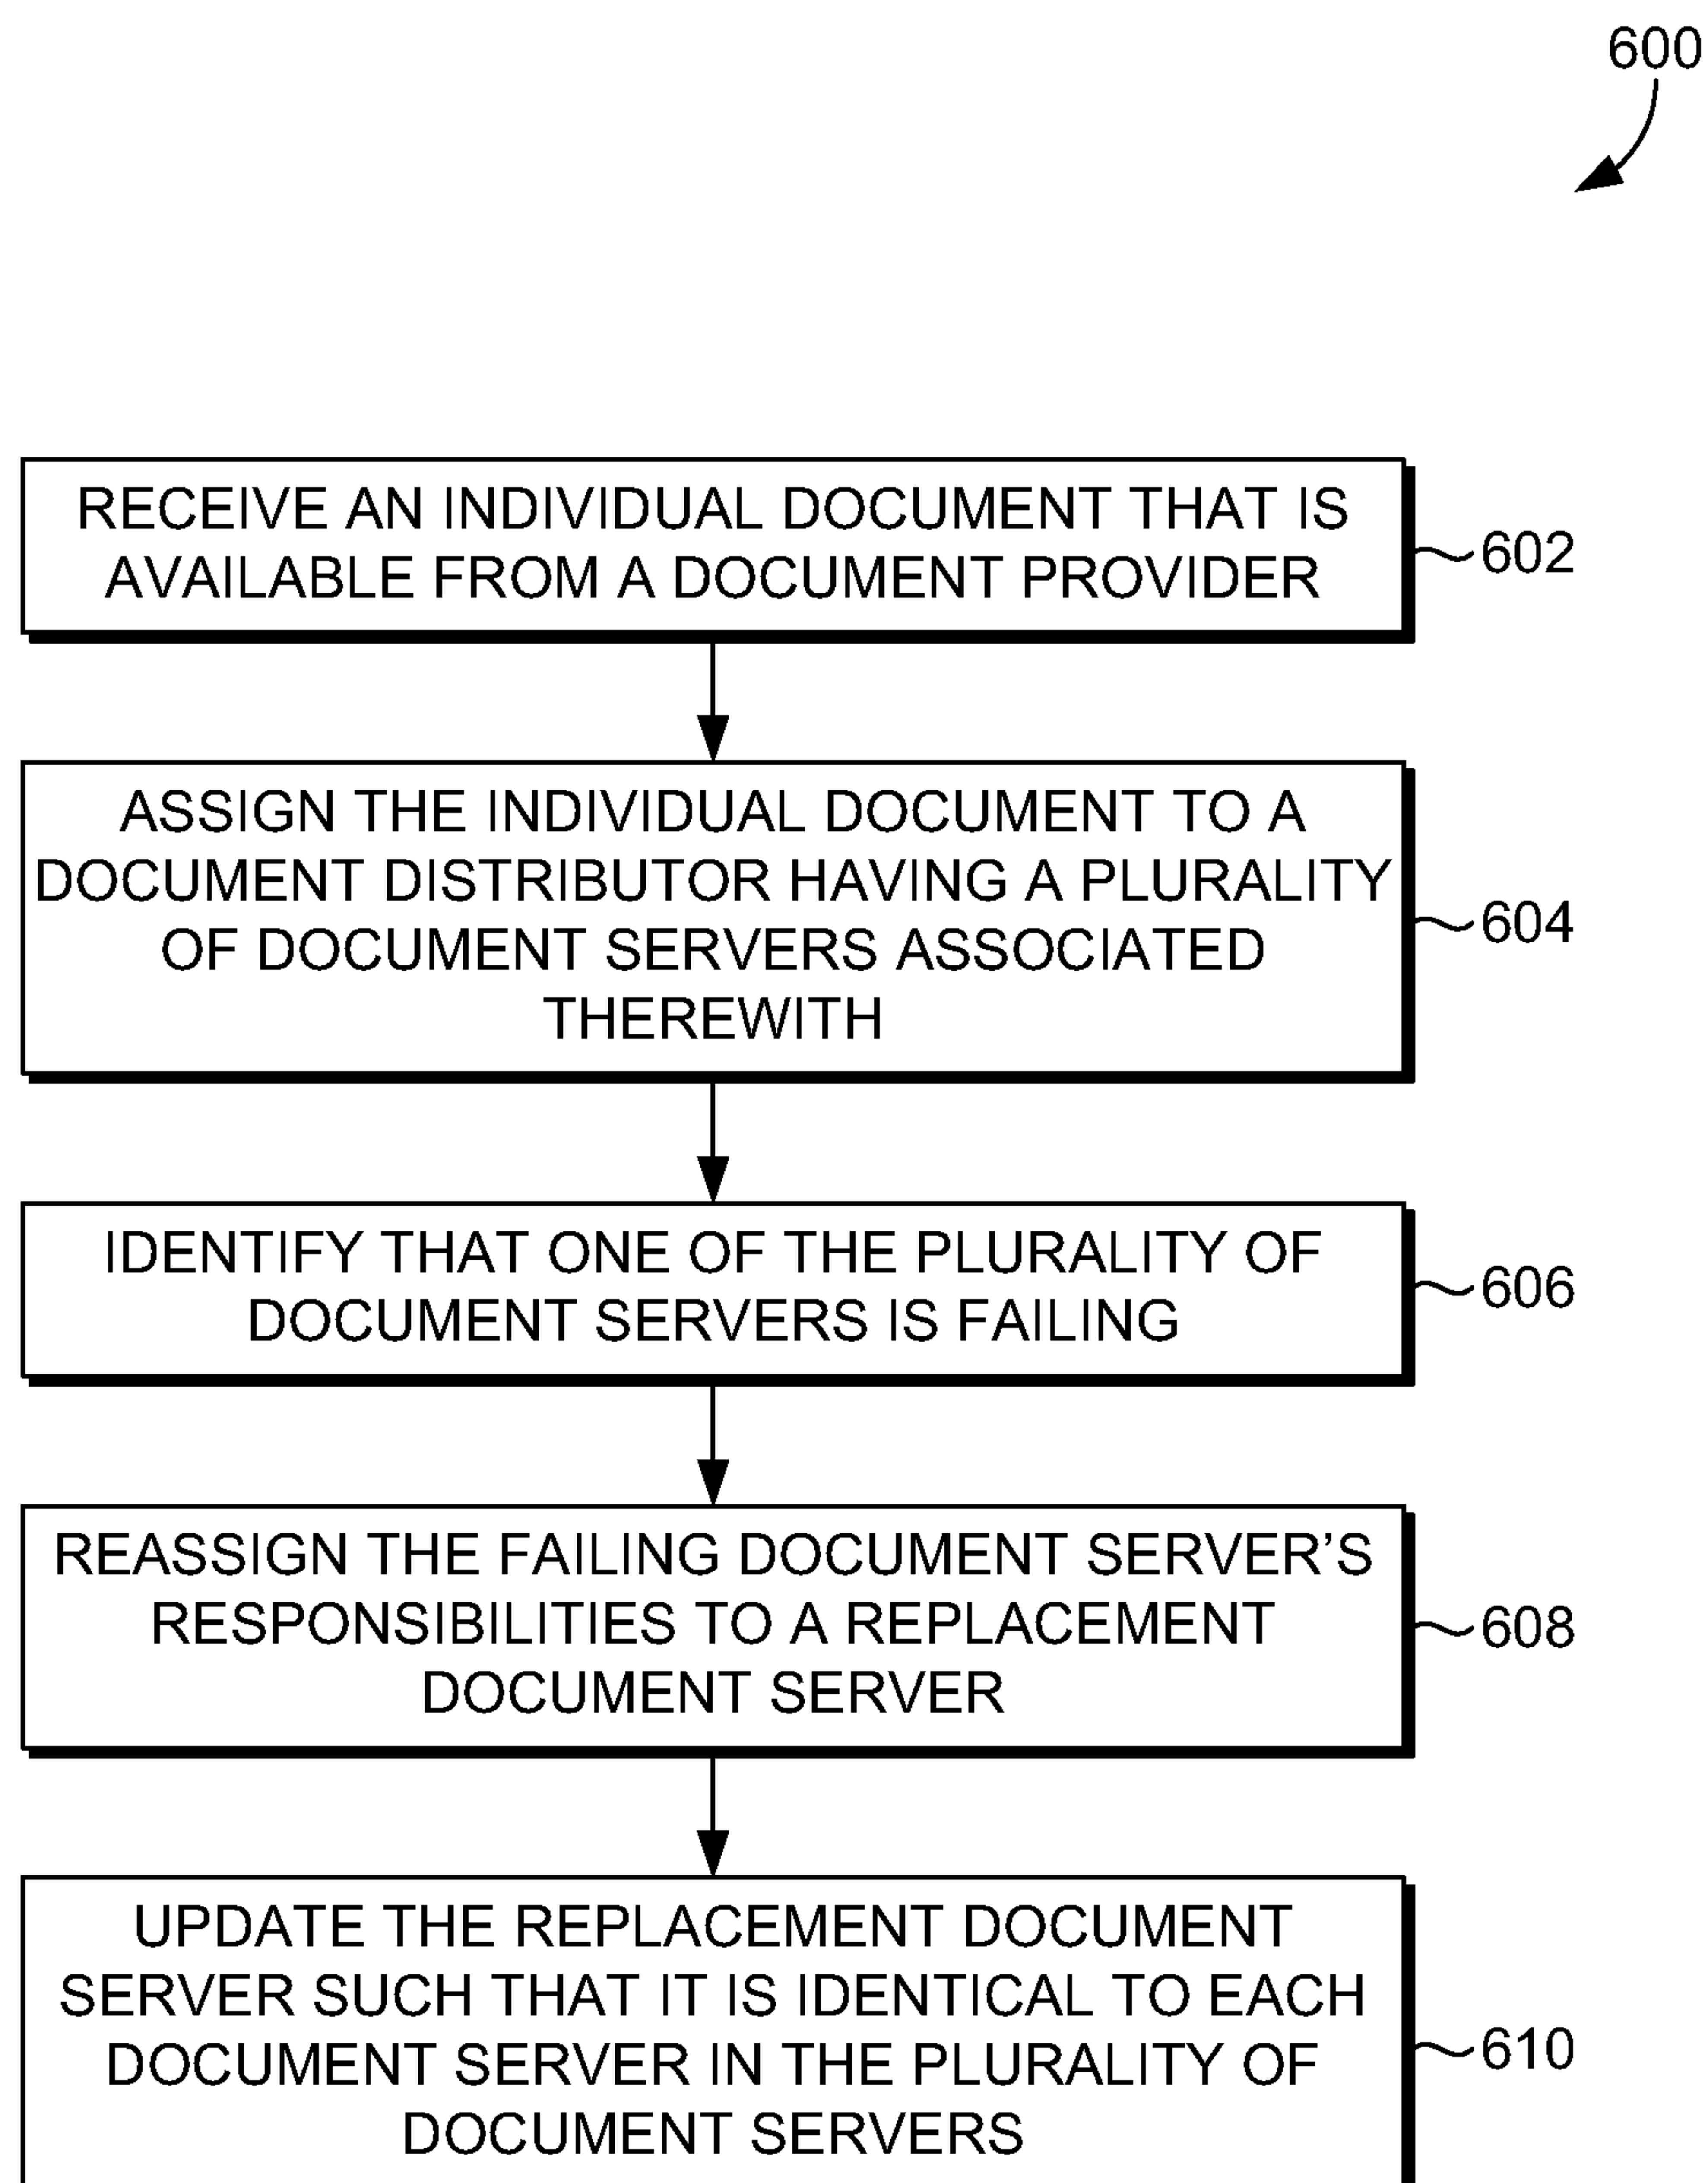 600
RECEIVE AN INDIVIDUAL DOCUMENT THAT IS
AVAILABLE FROM A DOCUMENT PROVIDER
602
ASSIGN THE INDIVIDUAL DOCUMENT TO A
DOCUMENT DISTRIBUTOR HAVING A PLURALITY
OF DOCUMENT SERVERS ASSOCIATED
THEREWITH
604
IDENTIFY THAT ONE OF THE PLURALITY OF
DOCUMENT SERVERS IS FAILING
606
REASSIGN THE FAILING DOCUMENT SERVER’S
RESPONSIBILITIES TO A REPLACEMENT
DOCUMENT SERVER
608
UPDATE THE REPLACEMENT DOCUMENT
SERVER SUCH THAT IT IS IDENTICAL TO EACH
DOCUMENT SERVER IN THE PLURALITY OF
DOCUMENT SERVERS
610